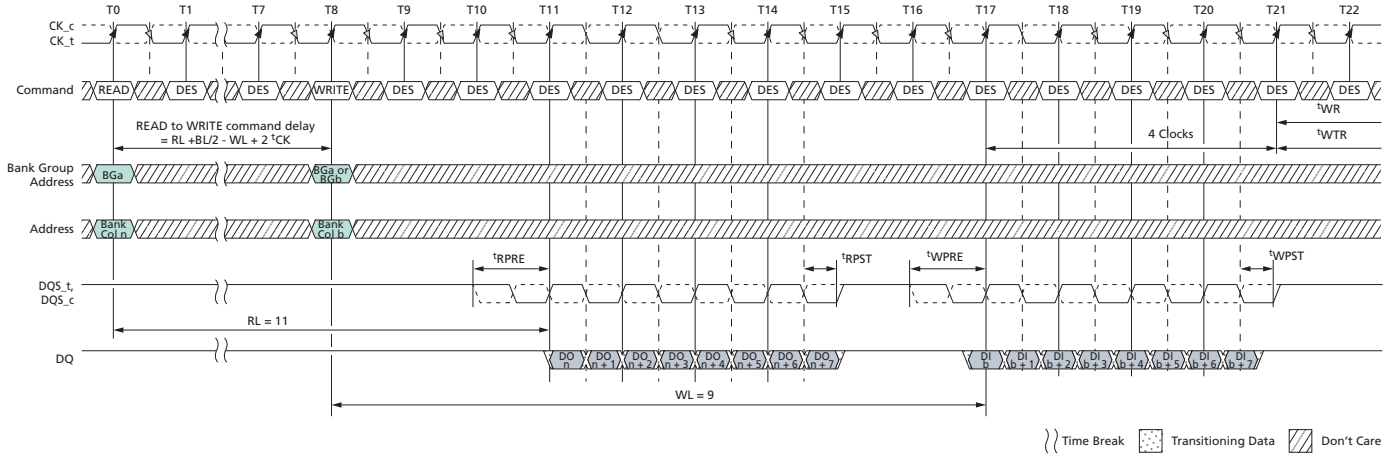 T0 T1 T7 T8 T9 T10 T11 T12 T13 T14 T15 T16 T17 T18 T19 T20 T21 T22
CK_c
CK_t
Command READ DES DES WRITE DES DES DES DES DES DES DES DES DES DES DES DES DES DES
READ to WRITE command delay
= RL +BL/2 - WL + 2 tCK
4 Clocks
tWR
tWTR
Bank Group
Address
BGa
BGa or
BGb
Address
Bank
Col n
Bank
Col b
tRPRE tRPST tWPRE tWPST
DQS_t,
DQS_c
RL = 11
DQ
DO
n
DO
n + 1
DO
n + 2
DO
n + 3
DO
n + 4
DO
n + 5
DO
n + 6
DO
n + 7
DI
b
DI
b + 1
DI
b + 2
DI
b + 3
DI
b + 4
DI
b + 5
DI
b + 6
DI
b + 7
WL = 9
Time Break Transitioning Data Don't Care